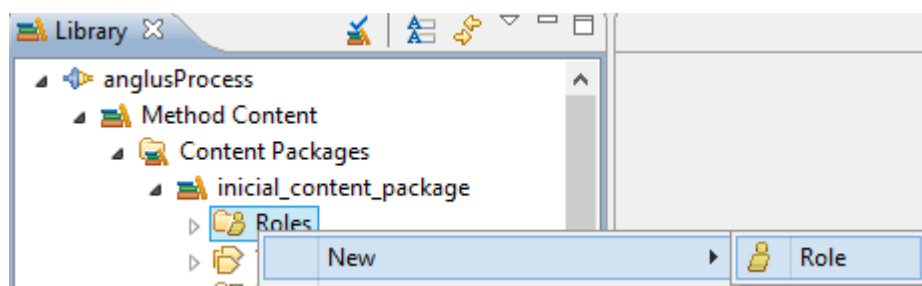 Library
anglusProcess
Method Content
Content Packages
inicial_content_package
Roles
New
Role